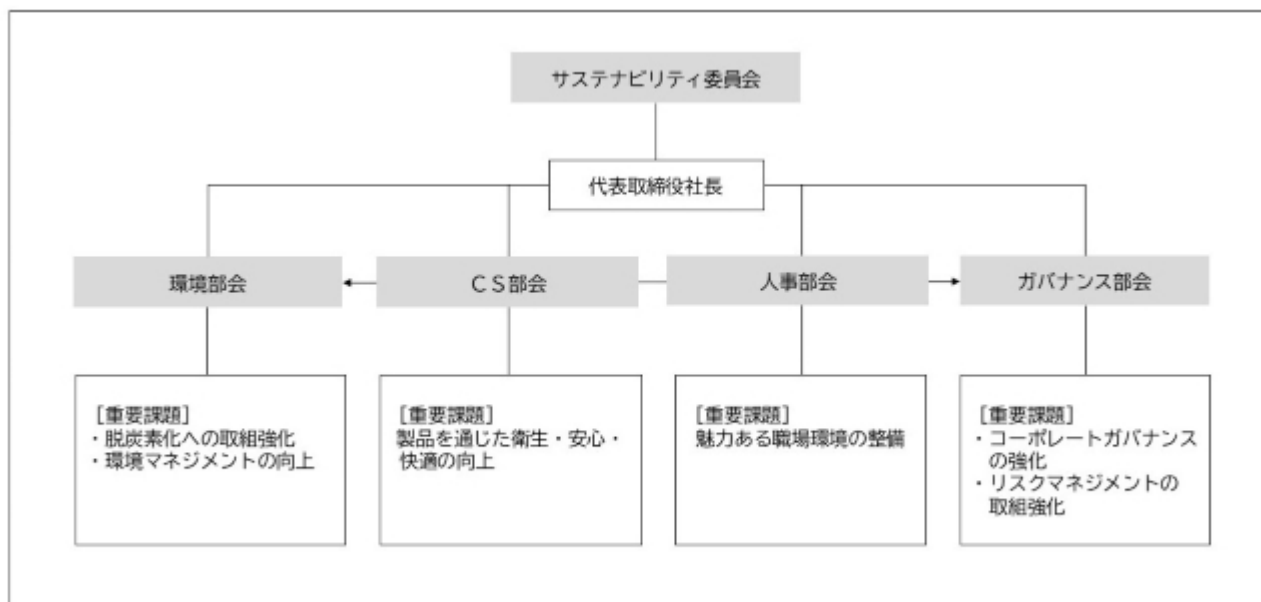 サステナビリティ委員会
代表取締役社長
環境部会
ＣＳ部会
人事部会
ガバナンス部会
［重要課題］
・脱炭素化への取組強化
・環境マネジメントの向上
［重要課題］
製品を通じた衛生・安心・
快適の向上
［重要課題］
魅力ある職場環境の整備
［重要課題］
・コーポレートガバナンス
の強化
・リスクマネジメントの
取組強化